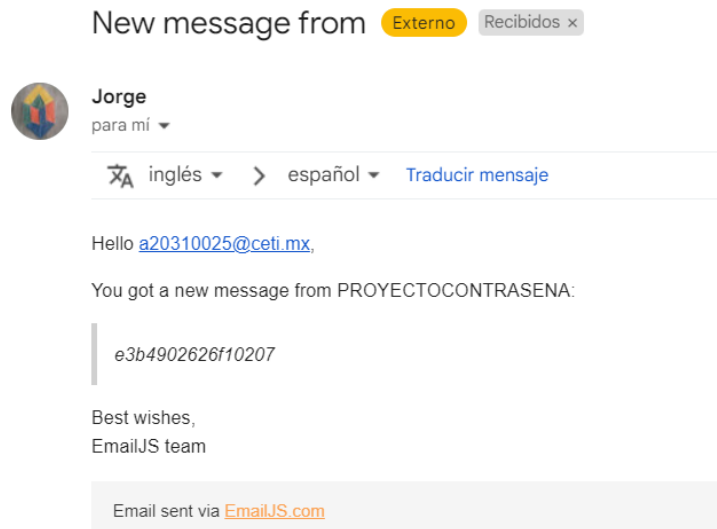 New message from Externo Recibidos ×
Jorge
para mí
inglés > español Traducir mensaje
Hello a20310025@ceti.mx,
You got a new message from PROYECTOCONTRASENA:
e3b4902626f10207
Best wishes,
EmailJS team
Email sent via EmailJS.com